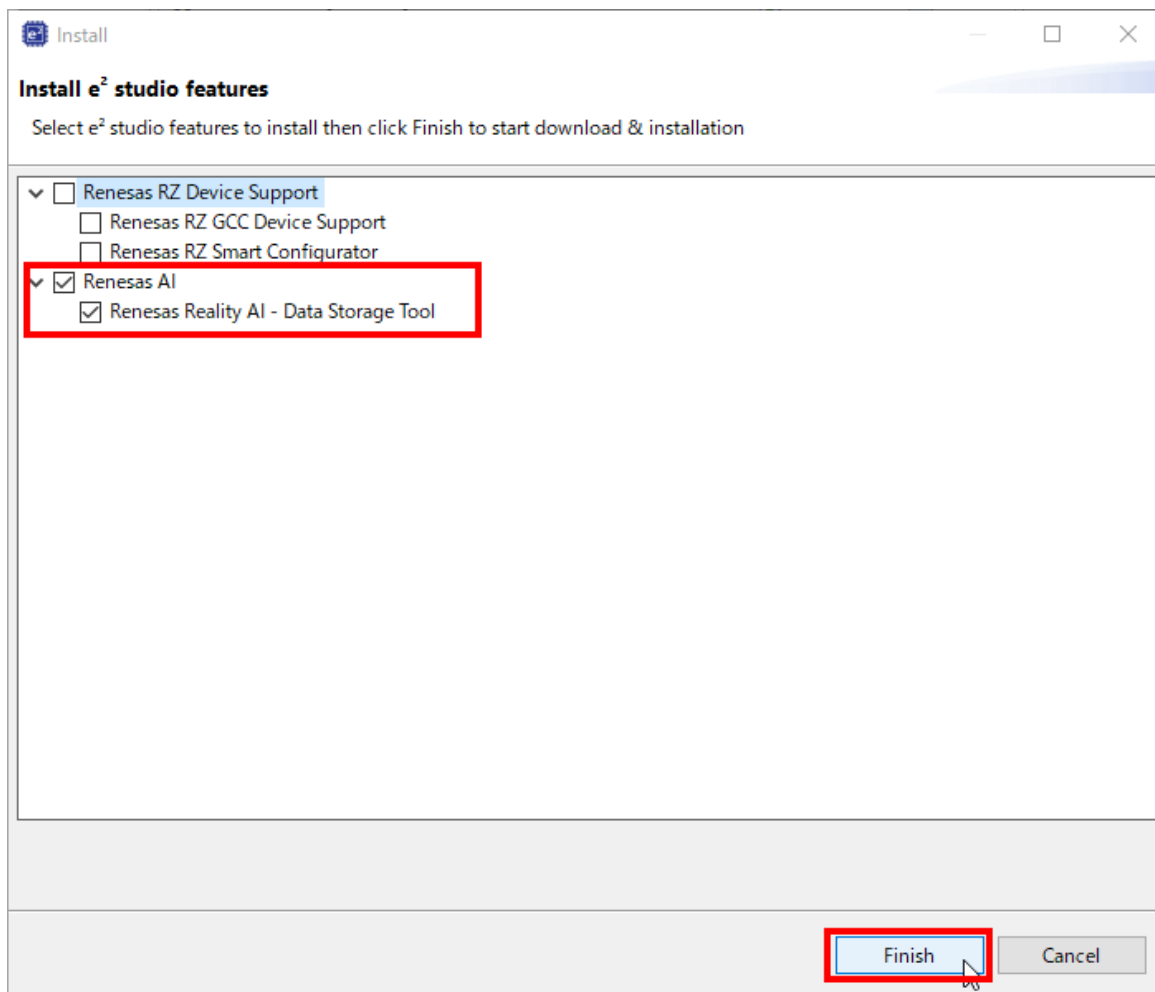 Install
Install e² studio features
Select e² studio features to install then click Finish to start download & installation
Renesas RZ Device Support
Renesas RZ GCC Device Support
Renesas RZ Smart Configurator
Renesas AI
Renesas Reality AI - Data Storage Tool
Finish Cancel